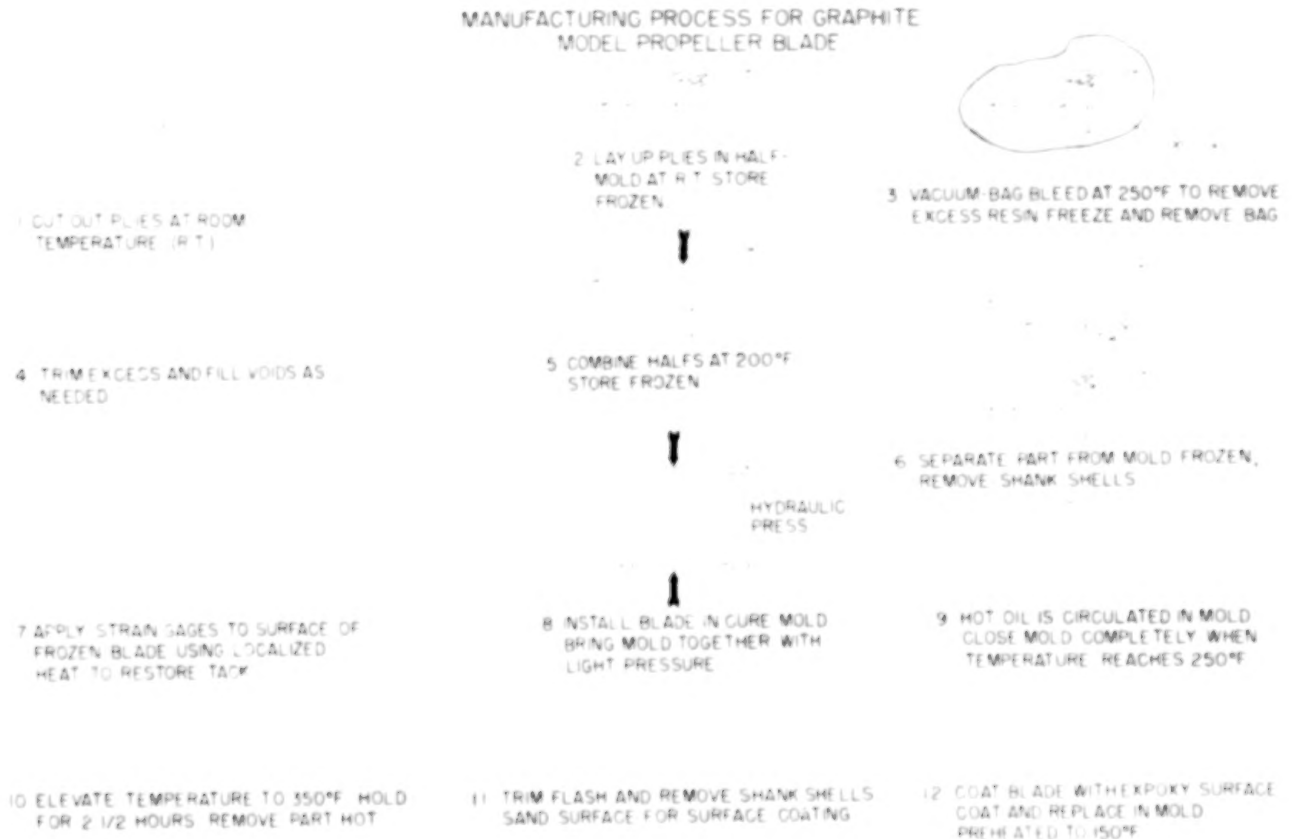 MANUFACTURING PROCESS FOR GRAPHITE
MODEL PROPELLER BLADE
1 CUT OUT PLIES AT ROOM
TEMPERATURE (R T)
2 LAY UP PLIES IN HALF-
MOLD AT R T STORE
FROZEN
3 VACUUM-BAG BLEED AT 250°F TO REMOVE
EXCESS RESIN FREEZE AND REMOVE BAG
4 TRIM EXCESS AND FILL VOIDS AS
NEEDED
5 COMBINE HALFS AT 200°F
STORE FROZEN
6 SEPARATE PART FROM MOLD FROZEN,
REMOVE SHANK SHELLS
HYDRAULIC
PRESS
7 APPLY STRAIN GAGES TO SURFACE OF
FROZEN BLADE USING LOCALIZED
HEAT TO RESTORE TACK
8 INSTALL BLADE IN CURE MOLD
BRING MOLD TOGETHER WITH
LIGHT PRESSURE
9 HOT OIL IS CIRCULATED IN MOLD
CLOSE MOLD COMPLETELY WHEN
TEMPERATURE REACHES 250°F
10 ELEVATE TEMPERATURE TO 350°F HOLD
FOR 2 1/2 HOURS REMOVE PART HOT
11 TRIM FLASH AND REMOVE SHANK SHELLS
SAND SURFACE FOR SURFACE COATING
12 COAT BLADE WITH EXPOXY SURFACE
COAT AND REPLACE IN MOLD
PREHEATED TO 150°F